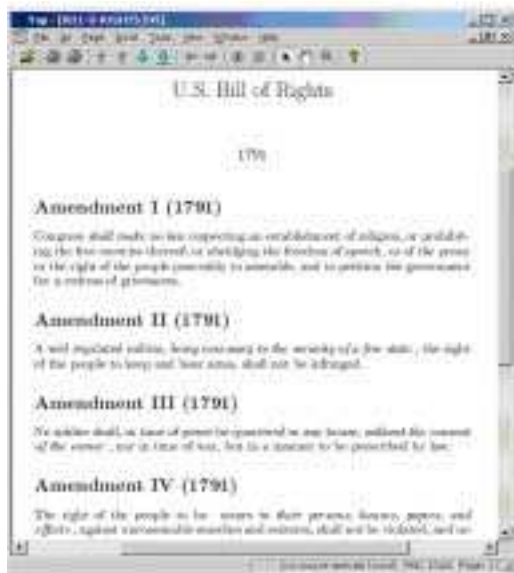 Yap - [BILL-O-RIGHTS.DVI]
U.S. Bill of Rights
1791
Amendment I (1791)
Congress shall make no law respecting an establishment of religion, or prohibit-
ing the free exercise thereof; or abridging the freedom of speech, or of the press;
or the right of the people peaceably to assemble, and to petition the government
for a redress of grievances.
Amendment II (1791)
A well regulated militia, being necessary to the security of a free state, the right
of the people to keep and bear arms, shall not be infringed.
Amendment III (1791)
No soldier shall, in time of peace be quartered in any house, without the consent
of the owner, nor in time of war, but in a manner to be prescribed by law.
Amendment IV (1791)
The right of the people to be secure in their persons, houses, papers, and
effects, against unreasonable searches and seizures, shall not be violated, and no